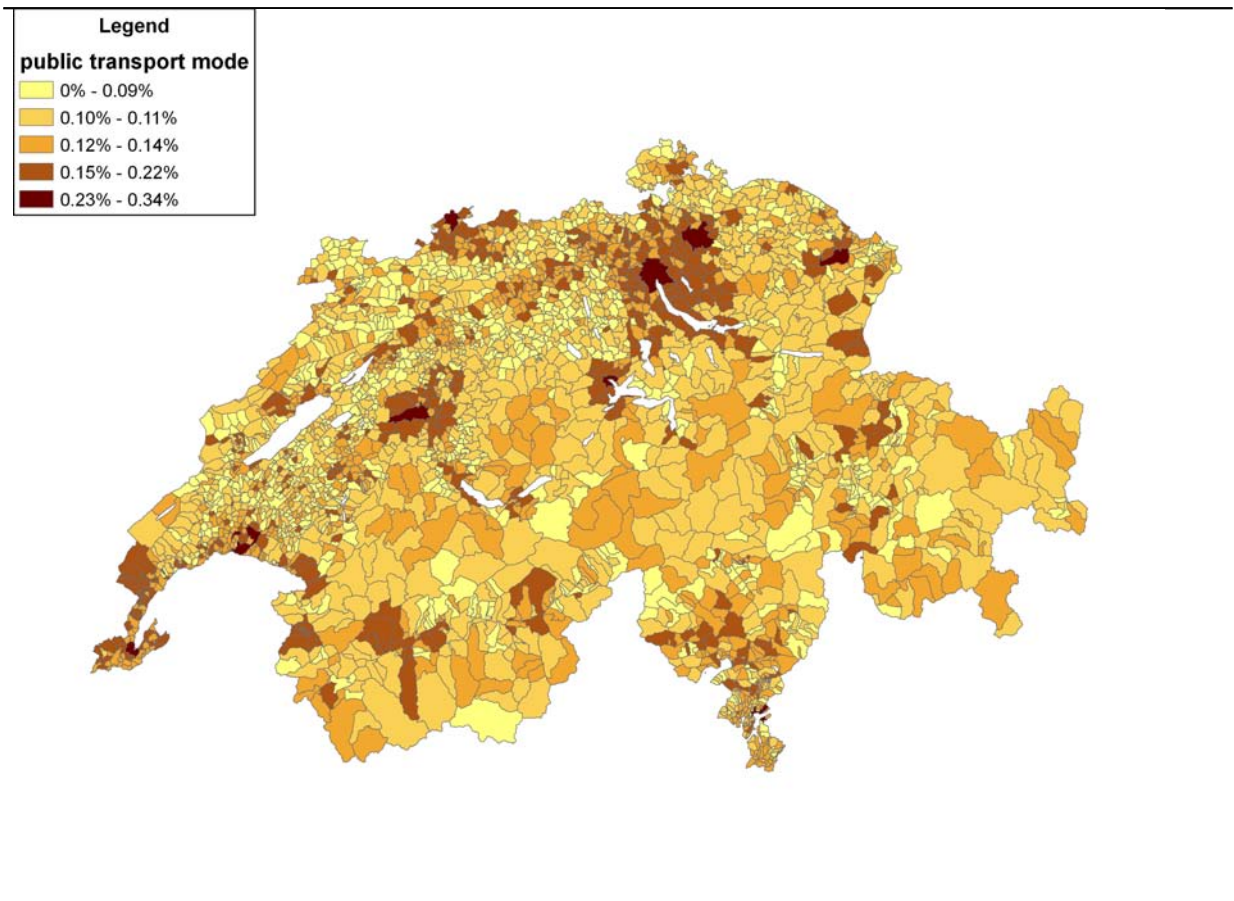 Legend
public transport mode
0% - 0.09%
0.10% - 0.11%
0.12% - 0.14%
0.15% - 0.22%
0.23% - 0.34%